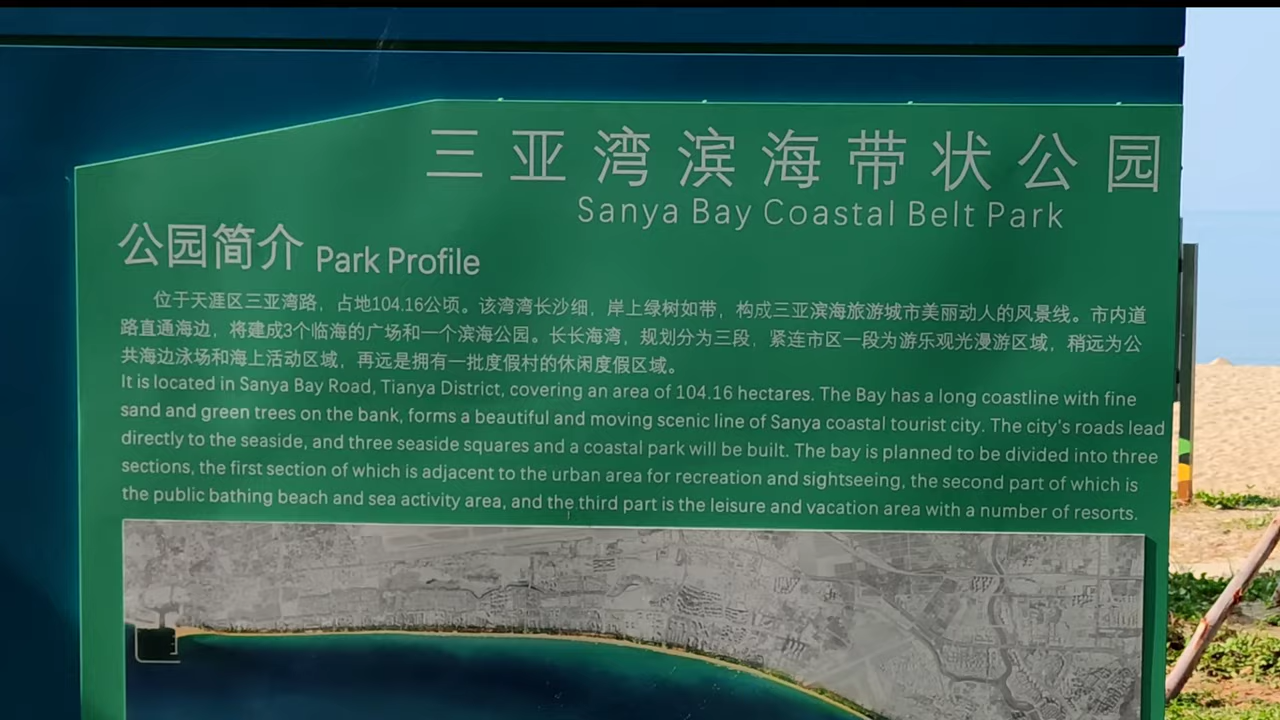 三亚湾滨海带状公园
Sanya Bay Coastal Belt Park
公园简介 Park Profile
位于天涯区三亚湾路，占地104.16公顷。该湾湾长沙细，岸上绿树如带，构成三亚滨海旅游城市美丽动人的风景线。市内道
路直通海边，将建成3个临海的广场和一个滨海公园。长长海湾，规划分为三段，紧连市区一段为游乐观光漫游区域，稍远为公
共海边泳场和海上活动区域，再远是拥有一批度假村的休闲度假区域。
It is located in Sanya Bay Road, Tianya District, covering an area of 104.16 hectares. The Bay has a long coastline with fine
sand and green trees on the bank, forms a beautiful and moving scenic line of Sanya coastal tourist city. The city's roads lead
directly to the seaside, and three seaside squares and a coastal park will be built. The bay is planned to be divided into three
sections, the first section of which is adjacent to the urban area for recreation and sightseeing, the second part of which is
the public bathing beach and sea activity area, and the third part is the leisure and vacation area with a number of resorts.